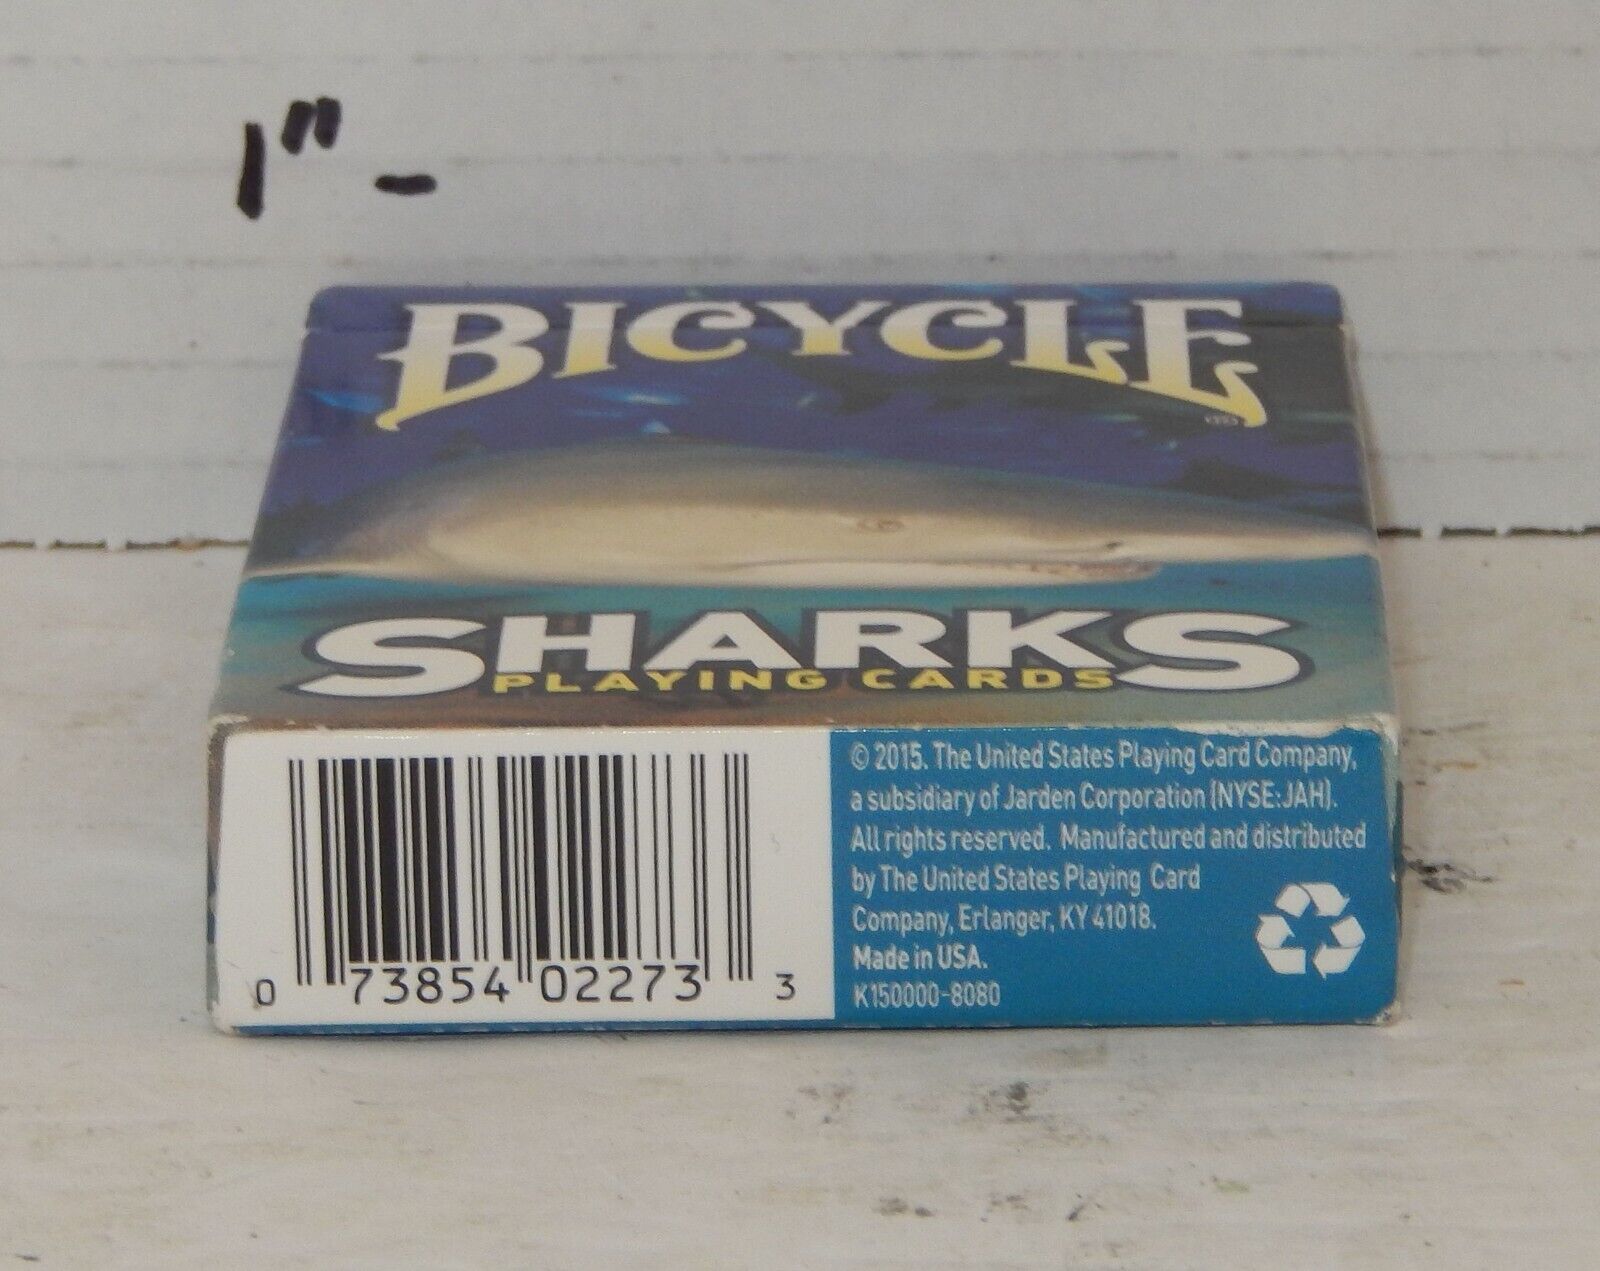 1" -
BICYCLE
SHARKS
PLAYING CARDS
© 2015. The United States Playing Card Company,
a subsidiary of Jarden Corporation (NYSE:JAH).
All rights reserved. Manufactured and distributed
by The United States Playing Card
Company, Erlanger, KY 41018.
Made in USA.
K150000-8080
0 73854 02273 3